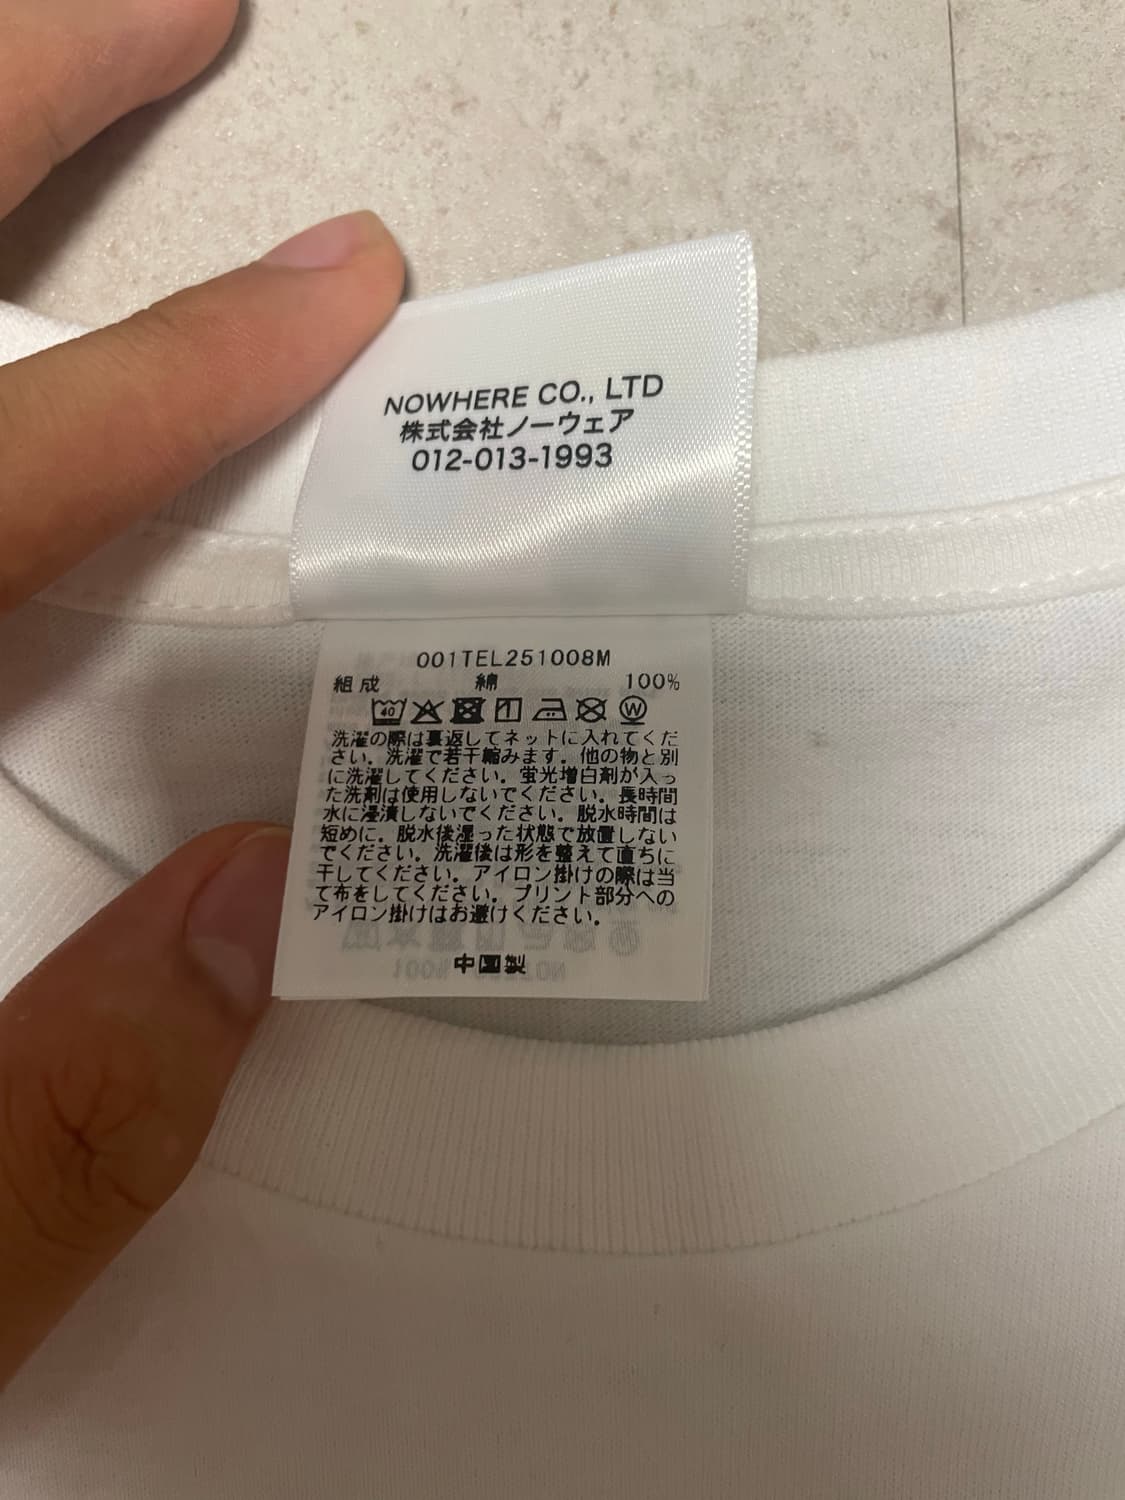 NOWHERE CO., LTD
株式会社ノーウェア
012-013-1993
001TEL251008M
組成 綿 100%
40 W
洗濯の際は裏返してネットに入れてくだ
さい。洗濯で若干縮みます。他の物と別
に洗濯してください。蛍光増白剤が入っ
た洗剤は使用しないでください。長時間
水に浸漬しないでください。脱水時間は
短めに。脱水後湿った状態で放置しない
でください。洗濯後は形を整えて直ちに
干してください。アイロン掛けの際は当
て布をしてください。プリント部分への
アイロン掛けはお避けください。
中国製